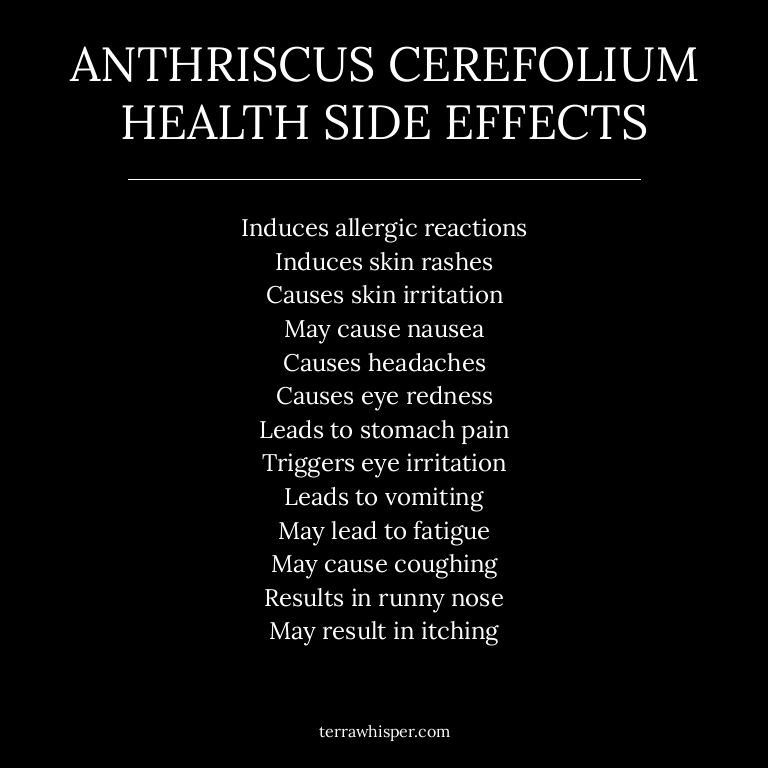 ANTHRISCUS CEREFOLIUM
HEALTH SIDE EFFECTS
Induces allergic reactions
Induces skin rashes
Causes skin irritation
May cause nausea
Causes headaches
Causes eye redness
Leads to stomach pain
Triggers eye irritation
Leads to vomiting
May lead to fatigue
May cause coughing
Results in runny nose
May result in itching
terrawhisper.com